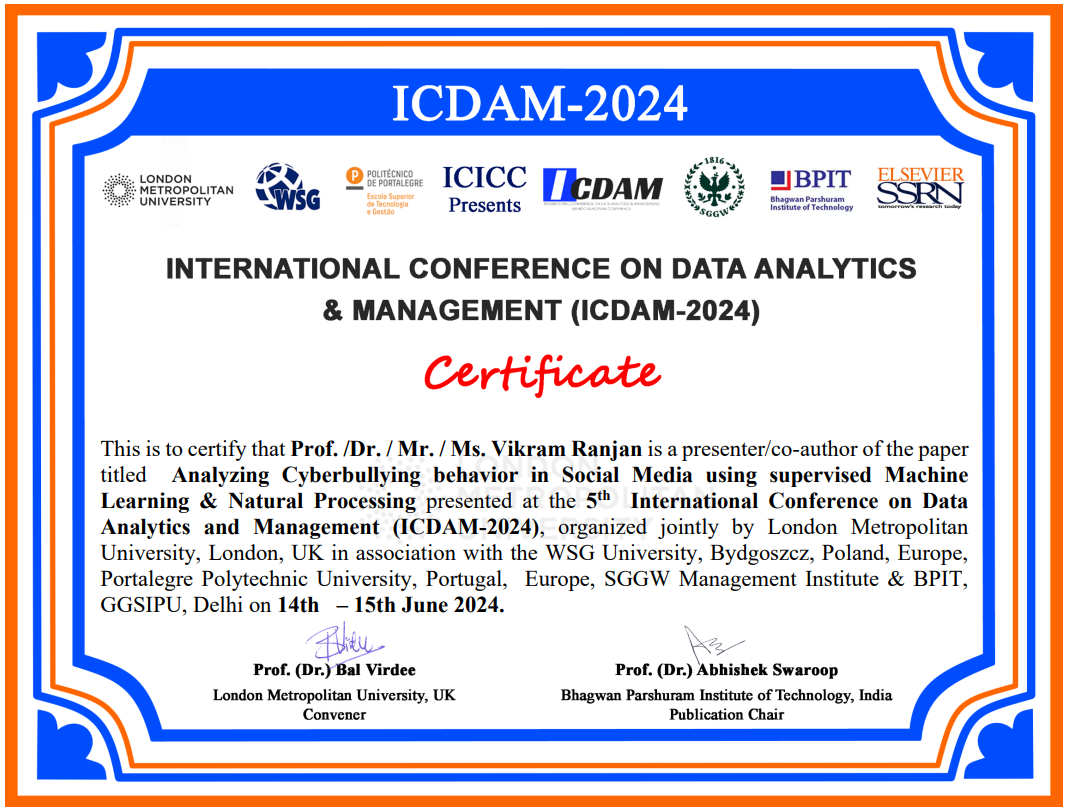 ICDAM-2024
LONDON
METROPOLITAN
UNIVERSITY
WSG
POLITÉCNICO
DE PORTALEGRE
Escola Superior
de Tecnologia
e Gestão
ICICC
Presents
ICDAM
1816
SGGW
BPIT
Bhagwan Parshuram
Institute of Technology
ELSEVIER
SSRN
tomorrow's research today
INTERNATIONAL CONFERENCE ON DATA ANALYTICS
& MANAGEMENT (ICDAM-2024)
Certificate
This is to certify that Prof. /Dr. / Mr. / Ms. Vikram Ranjan is a presenter/co-author of the paper
titled Analyzing Cyberbullying behavior in Social Media using supervised Machine
Learning & Natural Processing presented at the 5th International Conference on Data
Analytics and Management (ICDAM-2024), organized jointly by London Metropolitan
University, London, UK in association with the WSG University, Bydgoszcz, Poland, Europe,
Portalegre Polytechnic University, Portugal, Europe, SGGW Management Institute & BPIT,
GGSIPU, Delhi on 14th – 15th June 2024.
LONDON
METROPOLITAN
UNIVERSITY
Prof. (Dr.) Bal Virdee
London Metropolitan University, UK
Convener
Prof. (Dr.) Abhishek Swaroop
Bhagwan Parshuram Institute of Technology, India
Publication Chair